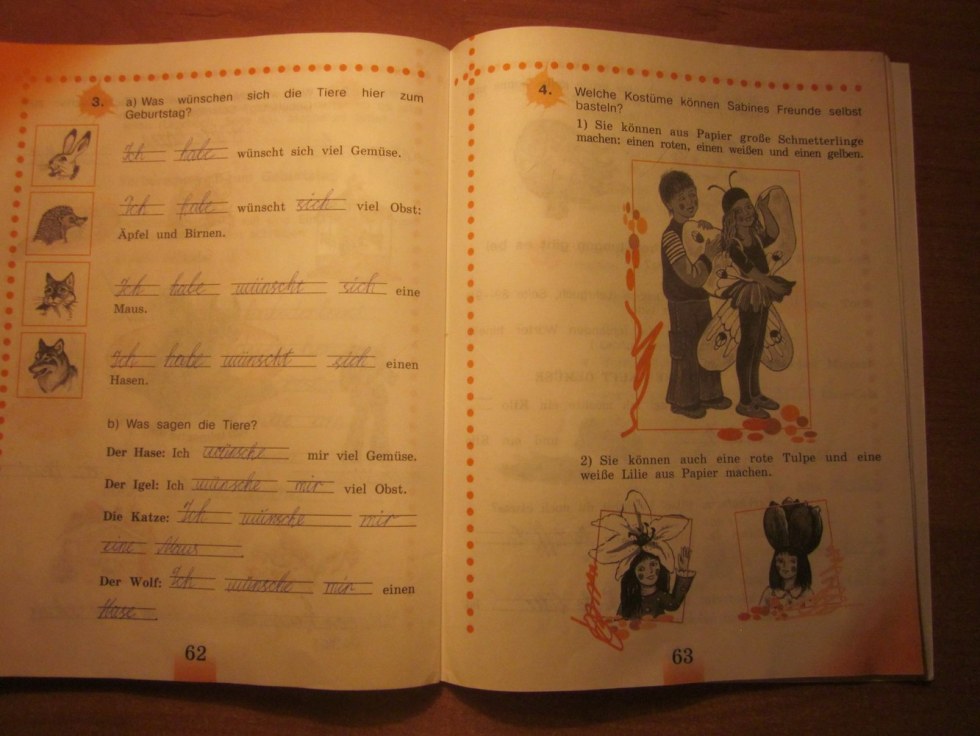 3. a) Was wünschen sich die Tiere hier zum
Geburtstag?
Ich habe wünscht sich viel Gemüse.
Ich habe wünscht sich viel Obst:
Äpfel und Birnen.
Ich habe wünscht sich eine
Maus.
Ich habe wünscht sich einen
Hasen.
b) Was sagen die Tiere?
Der Hase: Ich wünsche mir viel Gemüse.
Der Igel: Ich wünsche mir viel Obst.
Die Katze: Ich wünsche mir
eine Maus
Der Wolf: Ich wünsche mir einen
Hase
62
4. Welche Kostüme können Sabines Freunde selbst
basteln?
1) Sie können aus Papier große Schmetterlinge
machen: einen roten, einen weißen und einen gelben.
2) Sie können auch eine rote Tulpe und eine
weiße Lilie aus Papier machen.
63